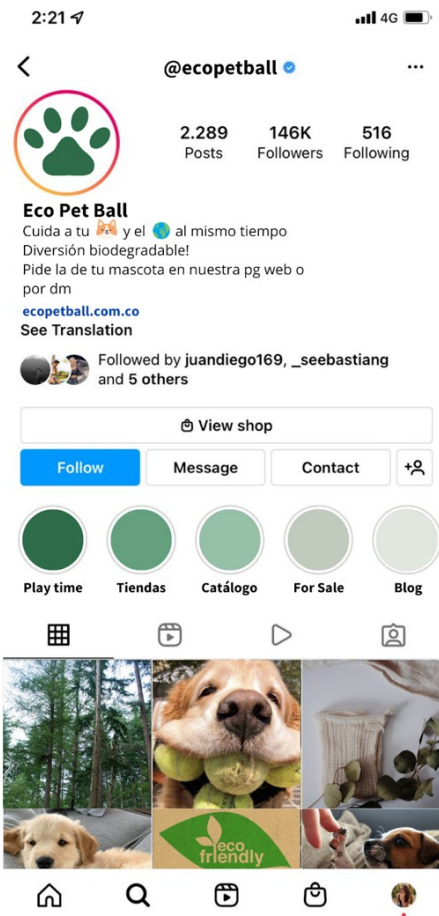 2:21
4G
@ecopetball
2.289 146K 516
Posts Followers Following
Eco Pet Ball
Cuida a tu y el al mismo tiempo
Diversión biodegradable!
Pide la de tu mascota en nuestra pg web o
por dm
ecopetball.com.co
See Translation
Followed by juandiego169, _seebastiang
and 5 others
View shop
Follow Message Contact
Play time Tiendas Catálogo For Sale Blog
eco
friendly